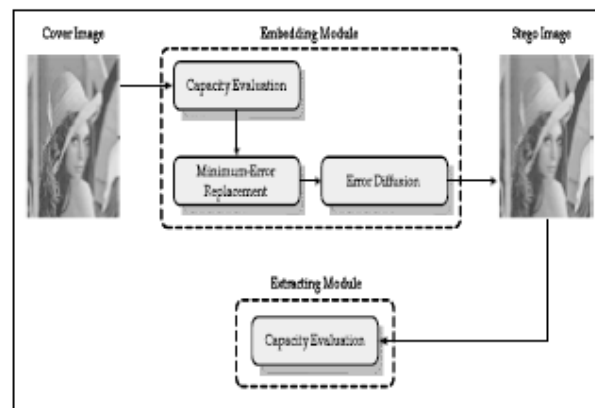 Cover Image
Embedding Module
Stego Image
Capacity Evaluation
Minimum-Error
Replacement
Error Diffusion
Extracting Module
Capacity Evaluation